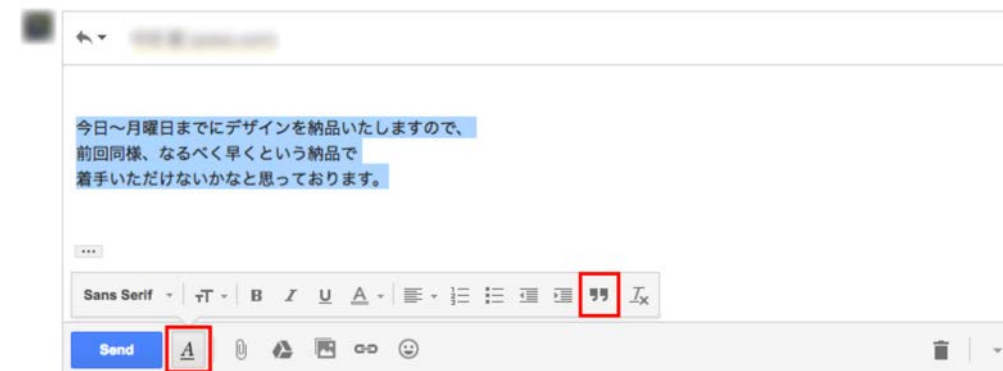 今日～月曜日までにデザインを納品いたしますので、
前回同様、なるべく早くという納品で
着手いただけないかなと思っております。
Sans Serif
Send